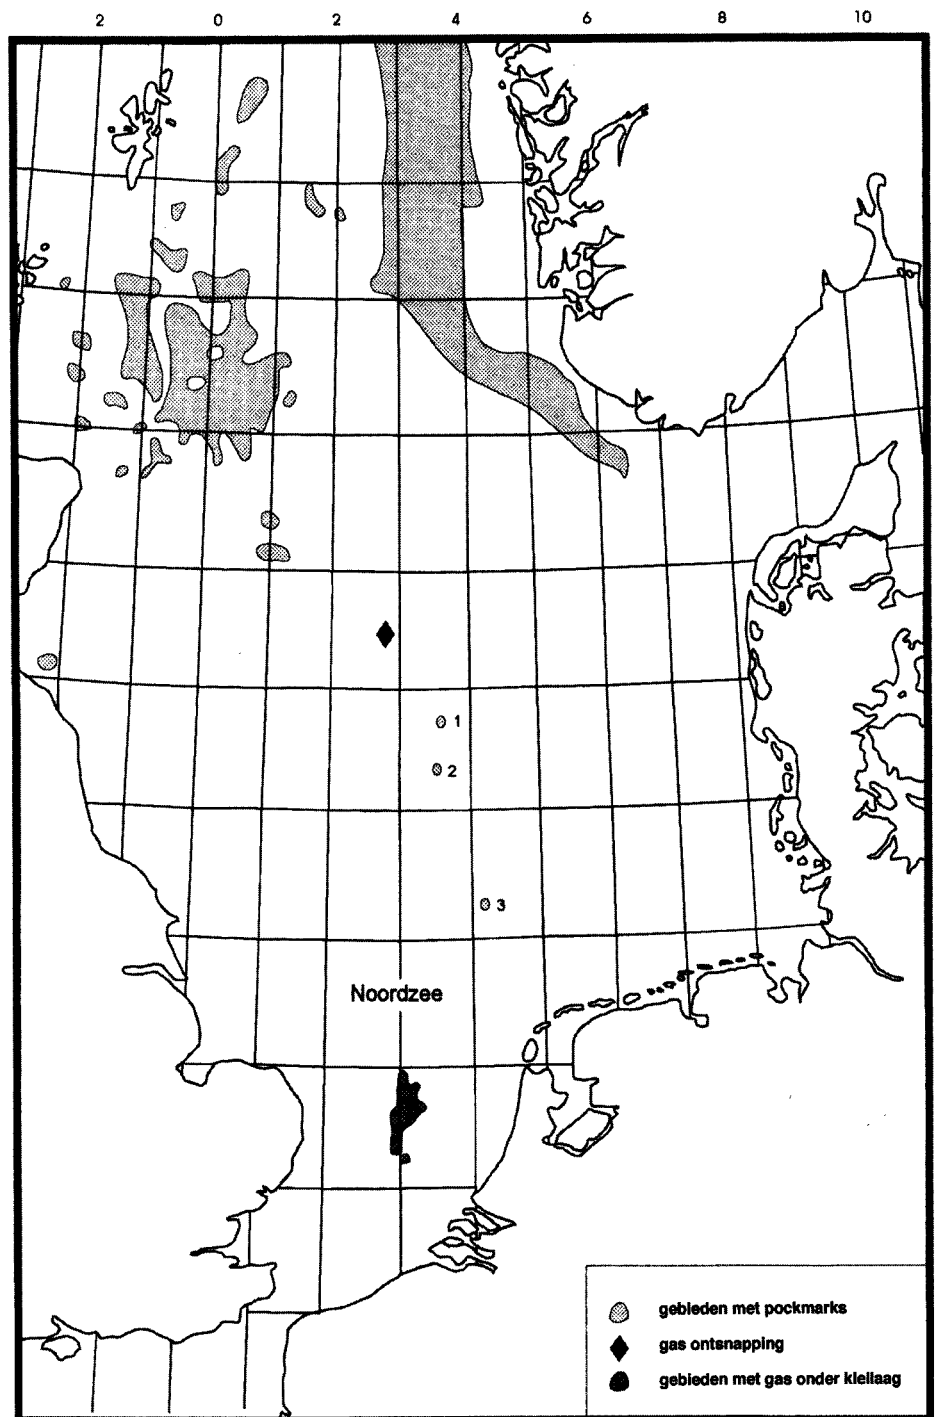 2 0 2 4 6 8 10
1
2
3
Noordzee
gebieden met pockmarks
gas ontsnapping
gebieden met gas onder kleilaag